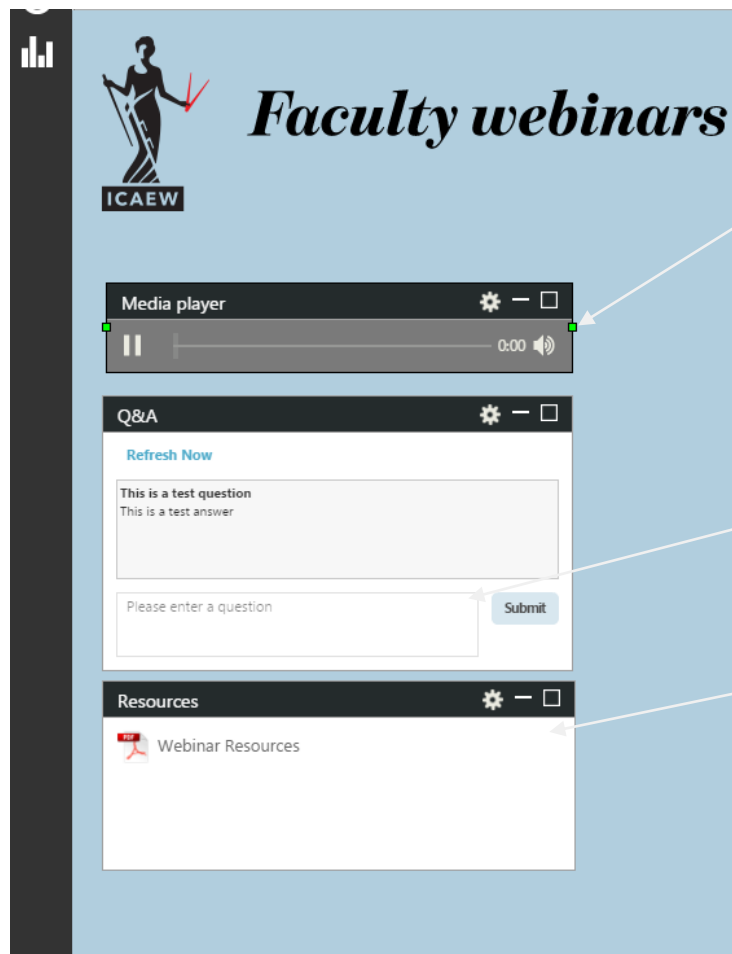 Faculty webinars
ICAEW
Media player
0:00
Q&A
Refresh Now
This is a test question
This is a test answer
Please enter a question
Submit
Resources
PDF
Webinar Resources